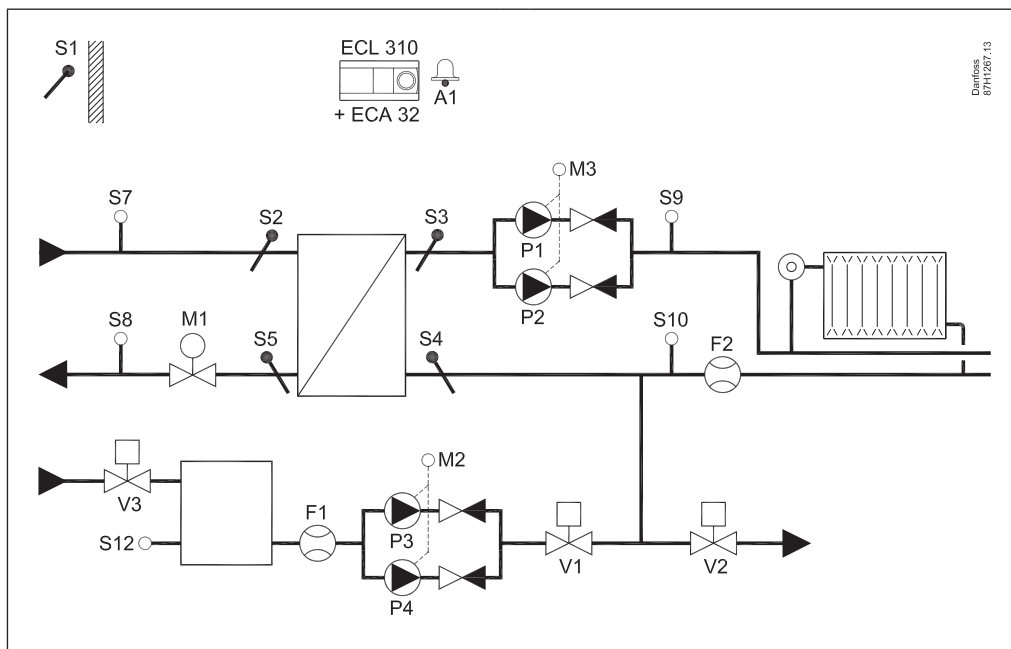 S1
ECL 310
A1
+ ECA 32
Danfoss
87H1267.13
M3
S7
S2
S3
S9
P1
P2
S8
M1
S5
S4
S10
F2
M2
V3
F1
P3
S12
V1
V2
P4